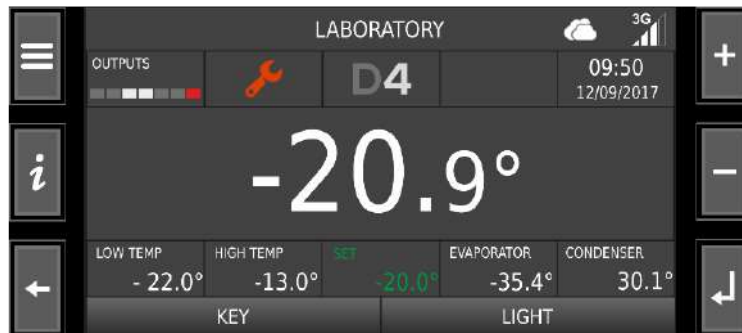 LABORATORY
3G
OUTPUTS
D4
09:50
12/09/2017
i
-20.9°
LOW TEMP
HIGH TEMP
SET
EVAPORATOR
CONDENSER
- 22.0°
-13.0°
-20.0°
-35.4°
30.1°
KEY
LIGHT